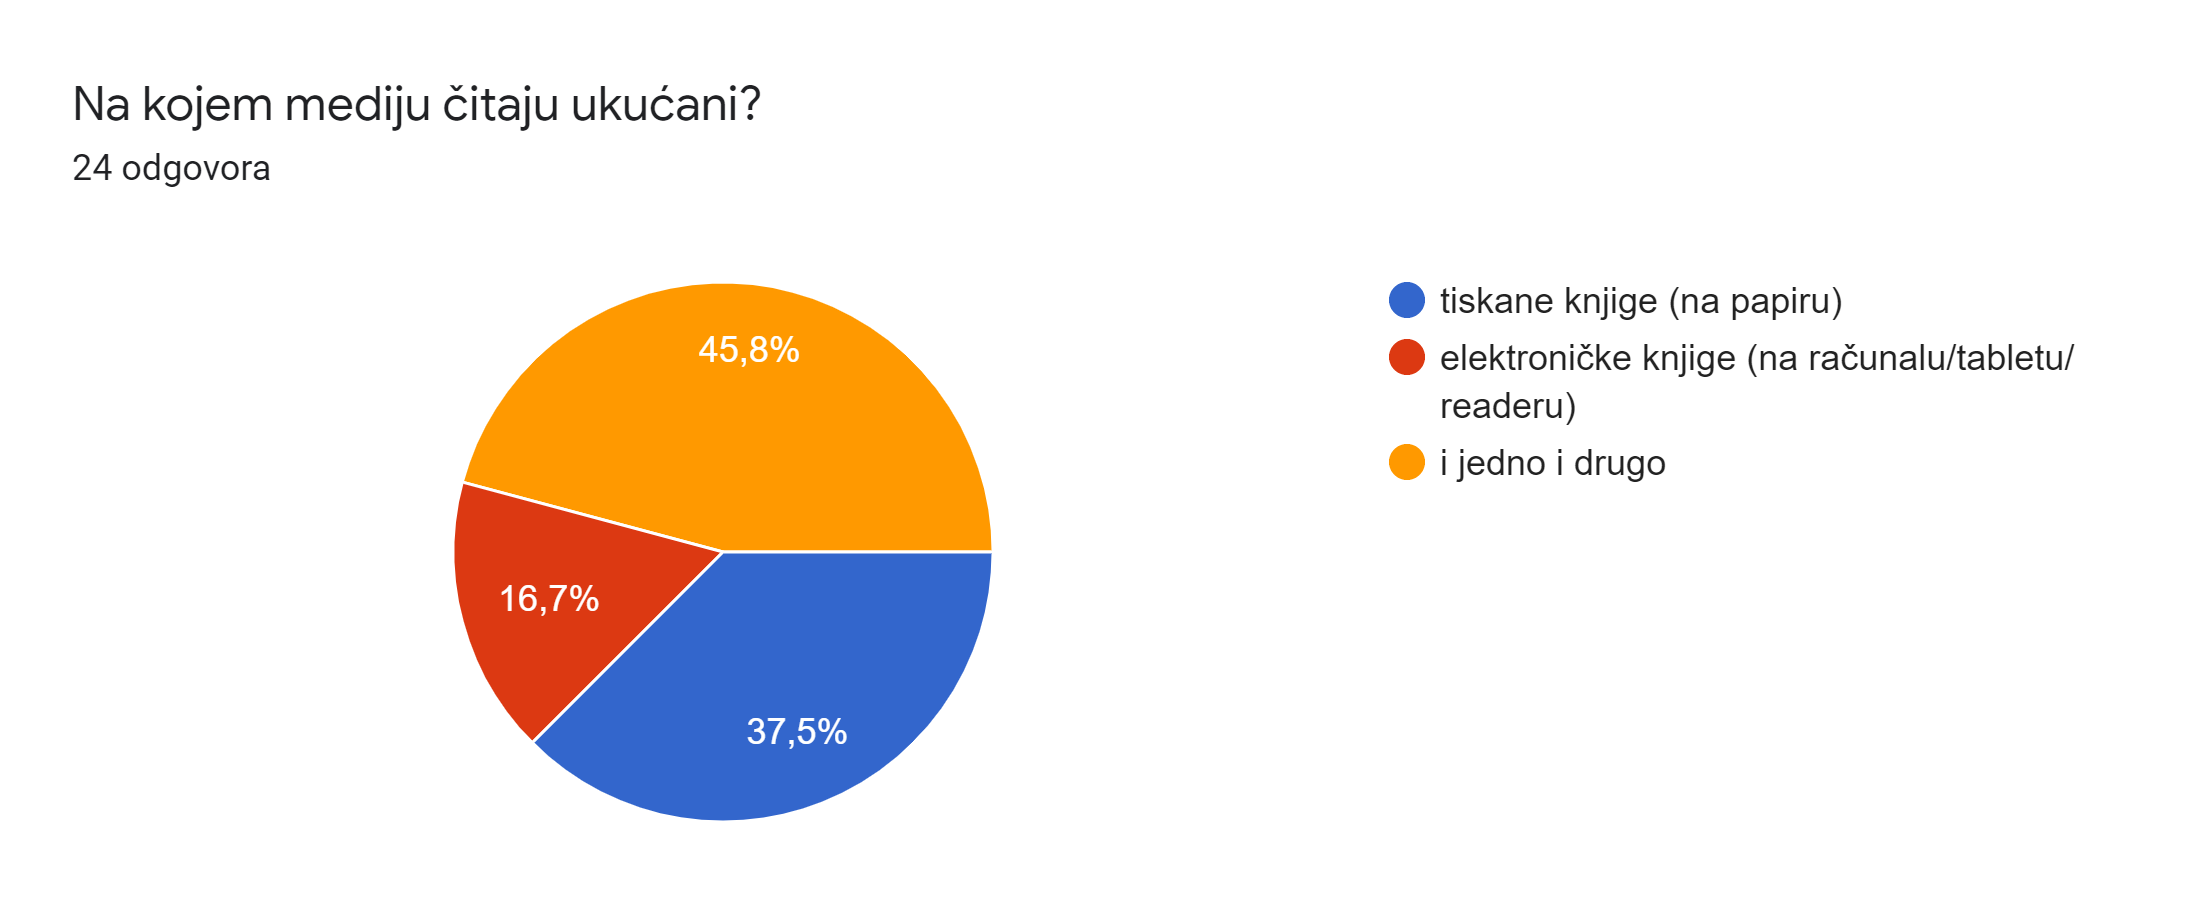 Na kojem mediju čitaju ukućani?
24 odgovora
45,8%
16,7%
37,5%
tiskane knjige (na papiru)
elektroničke knjige (na računalu/tabletu/
readeru)
i jedno i drugo